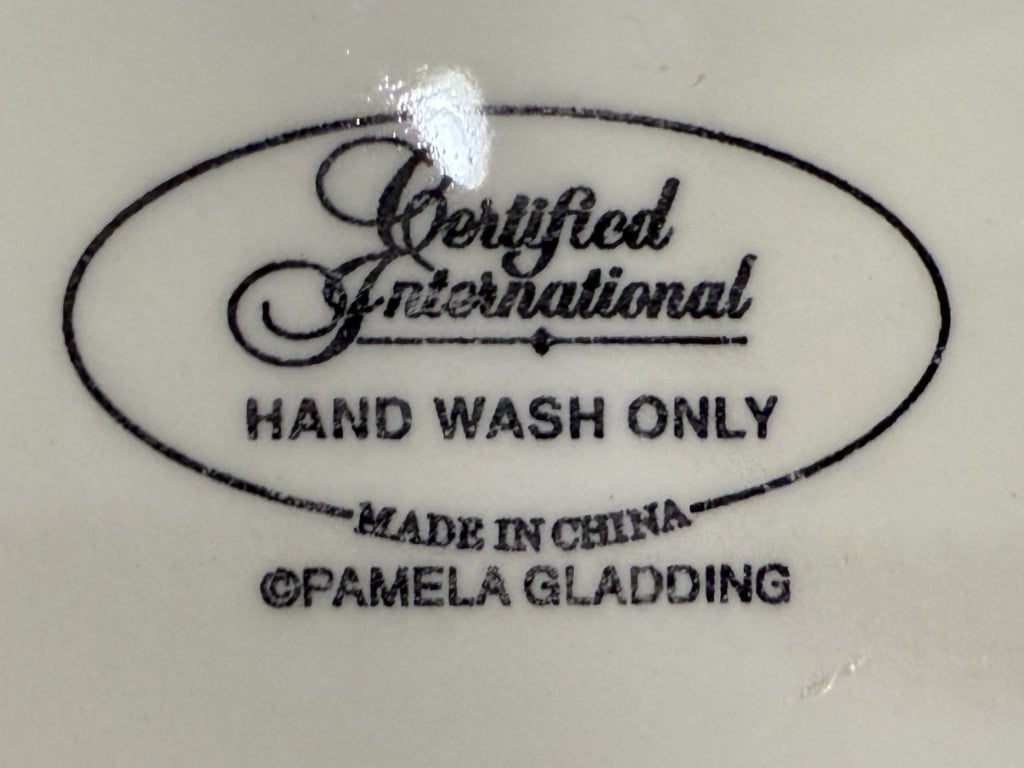 Certified
International
HAND WASH ONLY
MADE IN CHINA
©PAMELA GLADDING